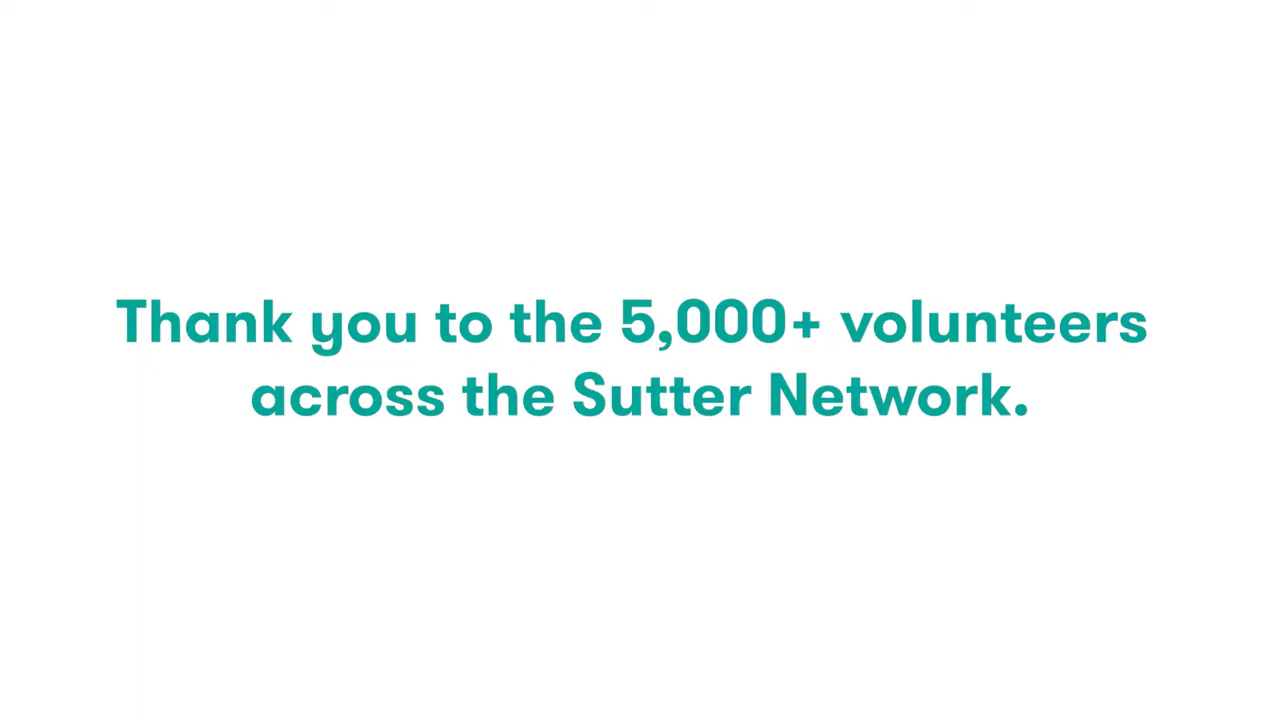 Thank you to the 5,000+ volunteers
across the Sutter Network.